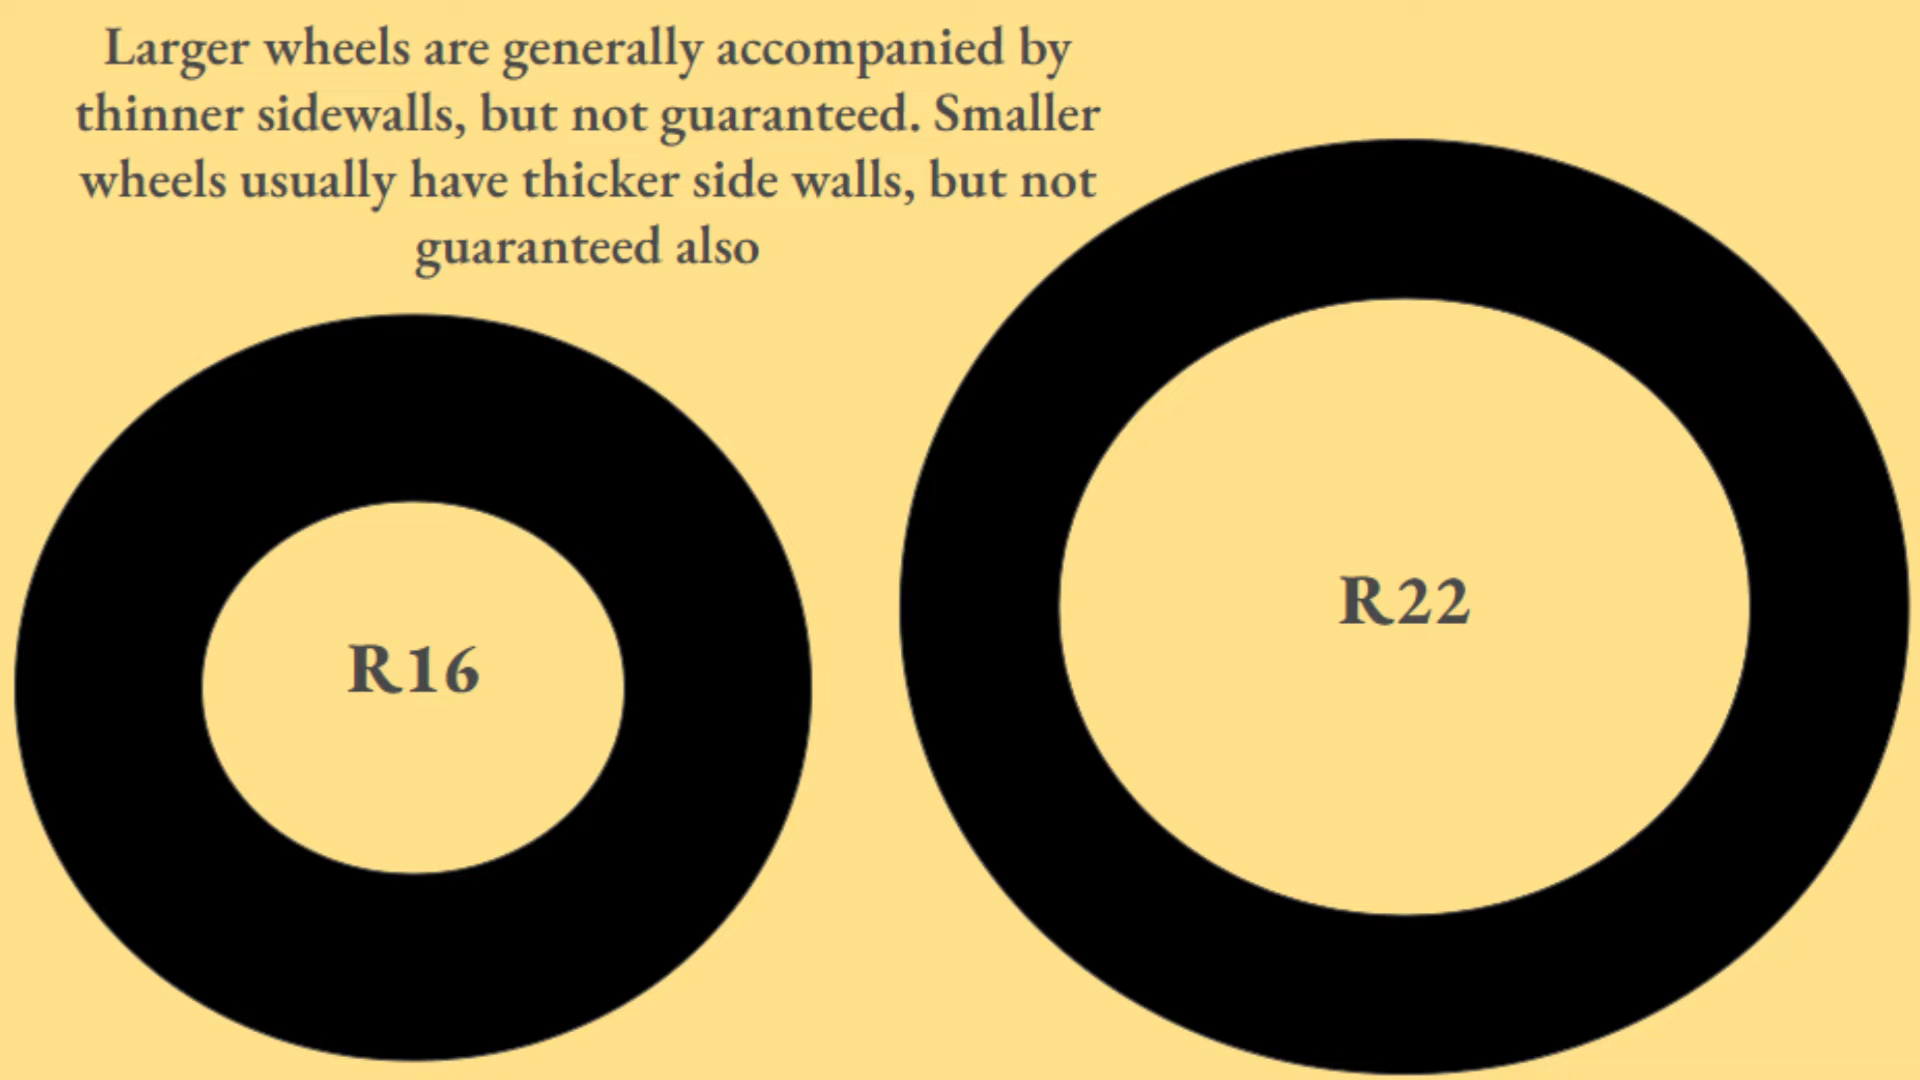 Larger wheels are generally accompanied by
thinner sidewalls, but not guaranteed. Smaller
wheels usually have thicker side walls, but not
guaranteed also
R16
R22